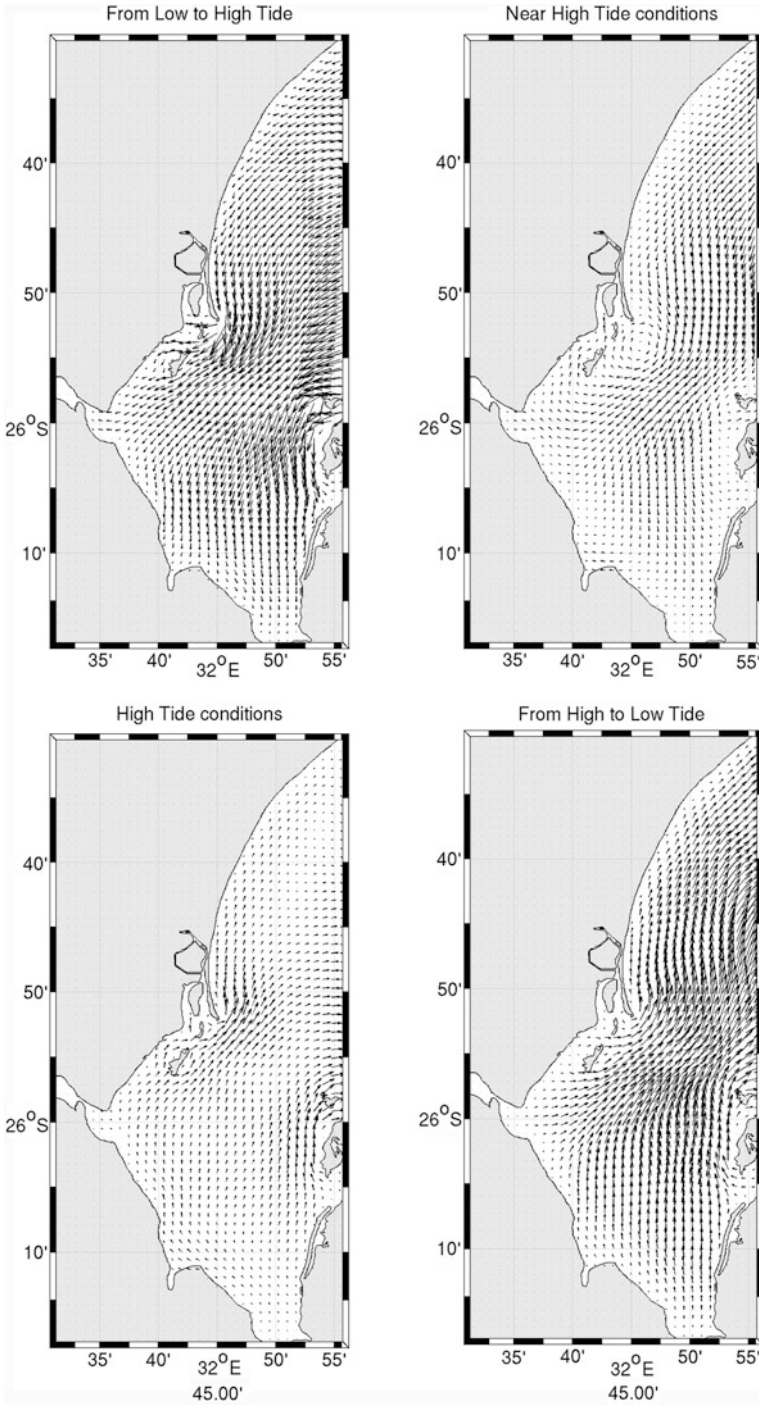 From Low to High Tide
Near High Tide conditions
40'
40'
50'
50'
26°S
26°S
10'
10'
35' 40' 32°E 50' 55'
35' 40' 32°E 50' 55'
High Tide conditions
From High to Low Tide
40'
40'
50'
50'
26°S
26°S
10'
10'
35' 40' 32°E 50' 55'
45.00'
35' 40' 32°E 50' 55'
45.00'